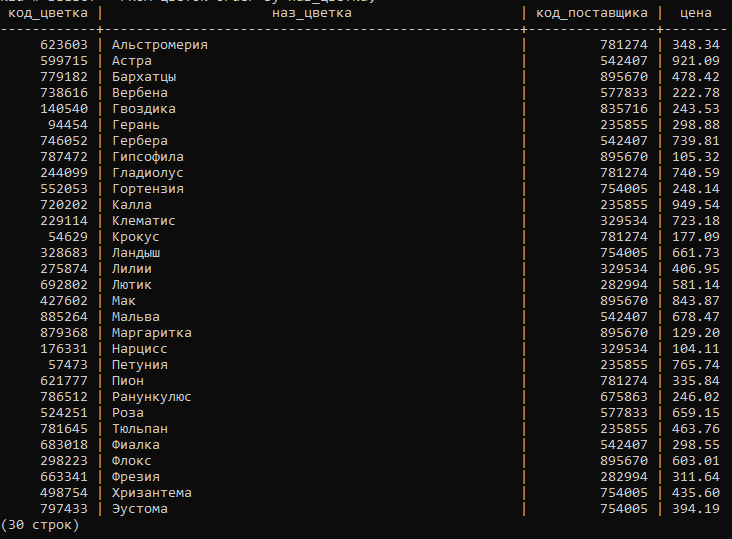 код_цветка | наз_цветка | код_поставщика | цена
623603 | Альстромерия | 781274 | 348.34
599715 | Астра | 542407 | 921.09
779182 | Бархатцы | 895670 | 478.42
738616 | Вербена | 577833 | 222.78
140540 | Гвоздика | 835716 | 243.53
94454 | Герань | 235855 | 298.88
746052 | Гербера | 542407 | 739.81
787472 | Гипсофила | 895670 | 105.32
244099 | Гладиолус | 781274 | 740.59
552053 | Гортензия | 754005 | 248.14
720202 | Калла | 235855 | 949.54
229114 | Клематис | 329534 | 723.18
54629 | Крокус | 781274 | 177.09
328683 | Ландыш | 754005 | 661.73
275874 | Лилии | 329534 | 406.95
692802 | Лютик | 282994 | 581.14
427602 | Мак | 895670 | 843.87
885264 | Мальва | 542407 | 678.47
879368 | Маргаритка | 895670 | 129.20
176331 | Нарцисс | 329534 | 104.11
57473 | Петуния | 235855 | 765.74
621777 | Пион | 781274 | 335.84
786512 | Ранункулюс | 675863 | 246.02
524251 | Роза | 577833 | 659.15
781645 | Тюльпан | 235855 | 463.76
683018 | Фиалка | 542407 | 298.55
298223 | Флокс | 895670 | 603.01
663341 | Фрезия | 282994 | 311.64
498754 | Хризантема | 754005 | 435.60
797433 | Эустома | 754005 | 394.19
(30 строк)